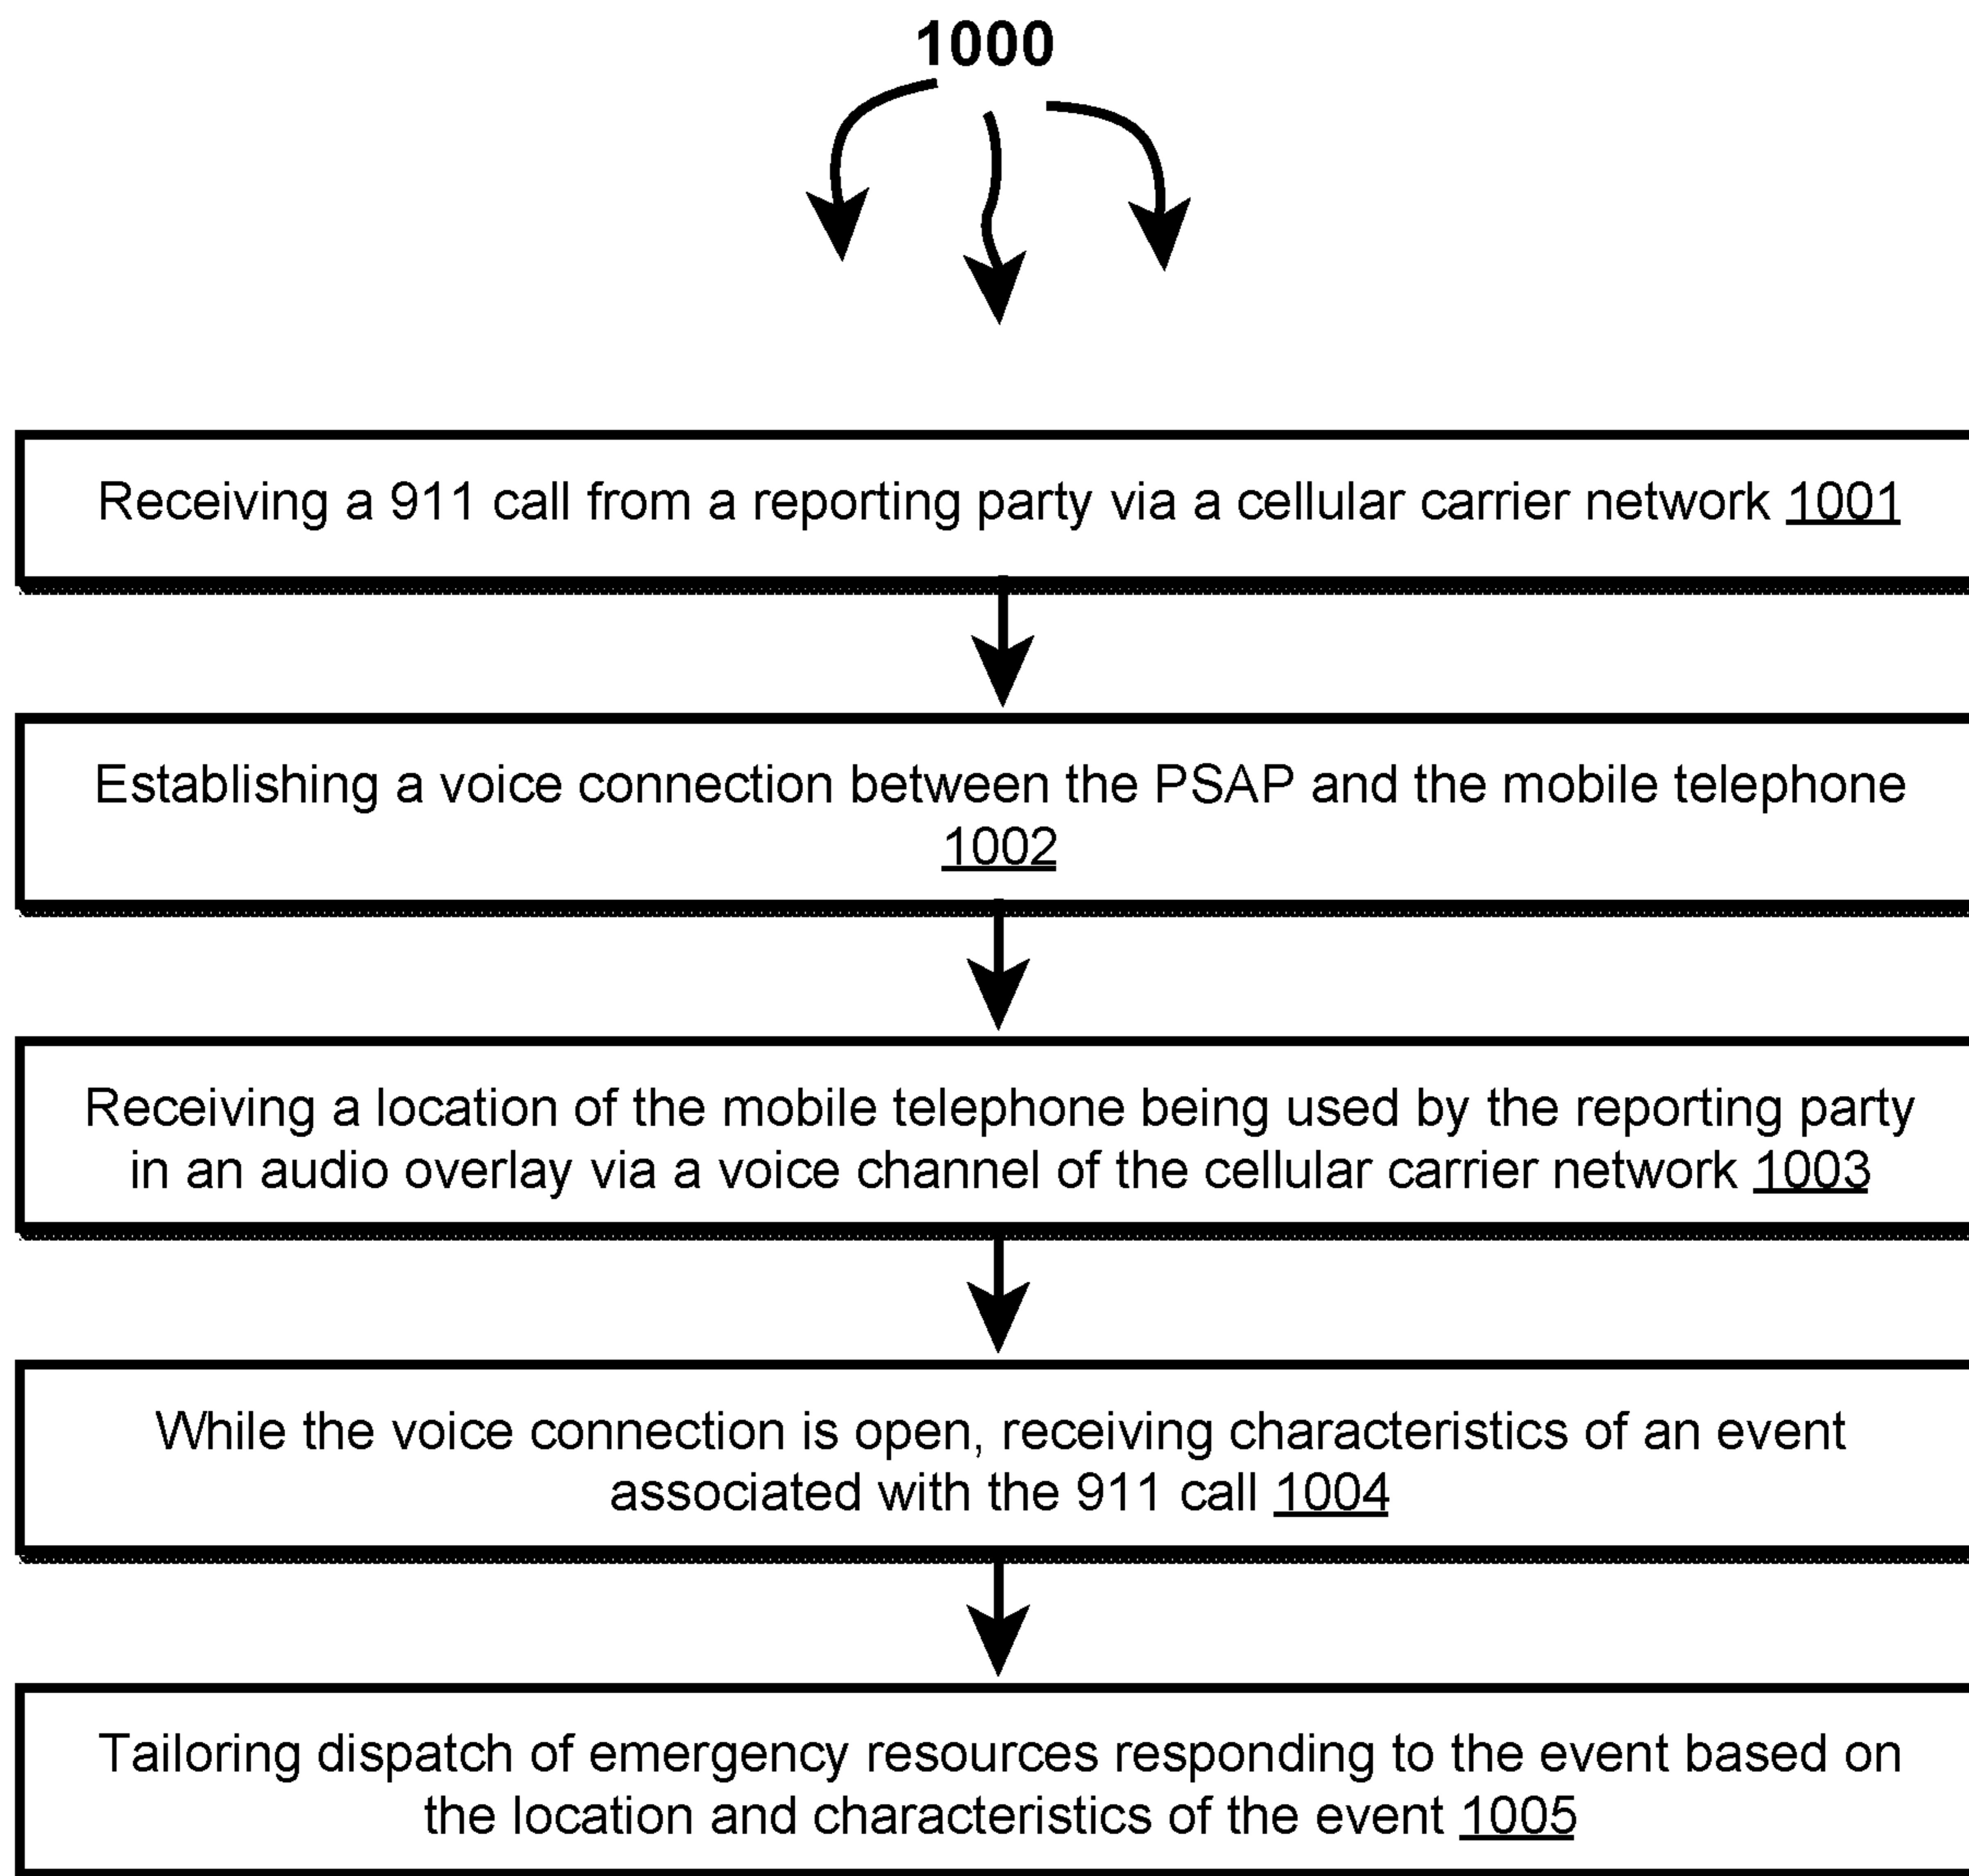 1000
Receiving a 911 call from a reporting party via a cellular carrier network 1001
Establishing a voice connection between the PSAP and the mobile telephone
1002
Receiving a location of the mobile telephone being used by the reporting party
in an audio overlay via a voice channel of the cellular carrier network 1003
While the voice connection is open, receiving characteristics of an event
associated with the 911 call 1004
Tailoring dispatch of emergency resources responding to the event based on
the location and characteristics of the event 1005